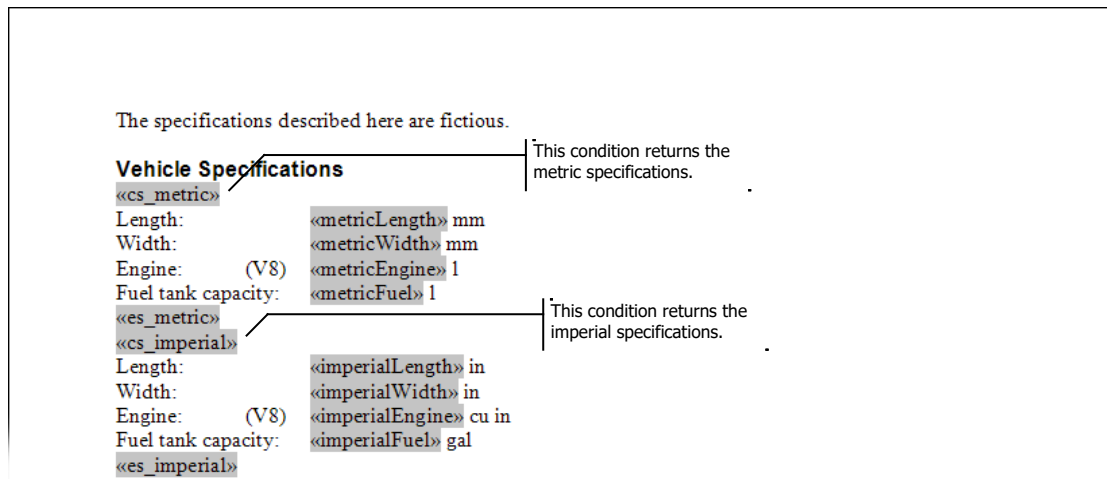 The specifications described here are fictious.
This condition returns the
metric specifications.
Vehicle Specifications
«cs_metric»
Length: «metricLength» mm
Width: «metricWidth» mm
Engine: (V8) «metricEngine» l
Fuel tank capacity: «metricFuel» l
«es_metric»
This condition returns the
imperial specifications.
«cs_imperial»
Length: «imperialLength» in
Width: «imperialWidth» in
Engine: (V8) «imperialEngine» cu in
Fuel tank capacity: «imperialFuel» gal
«es_imperial»